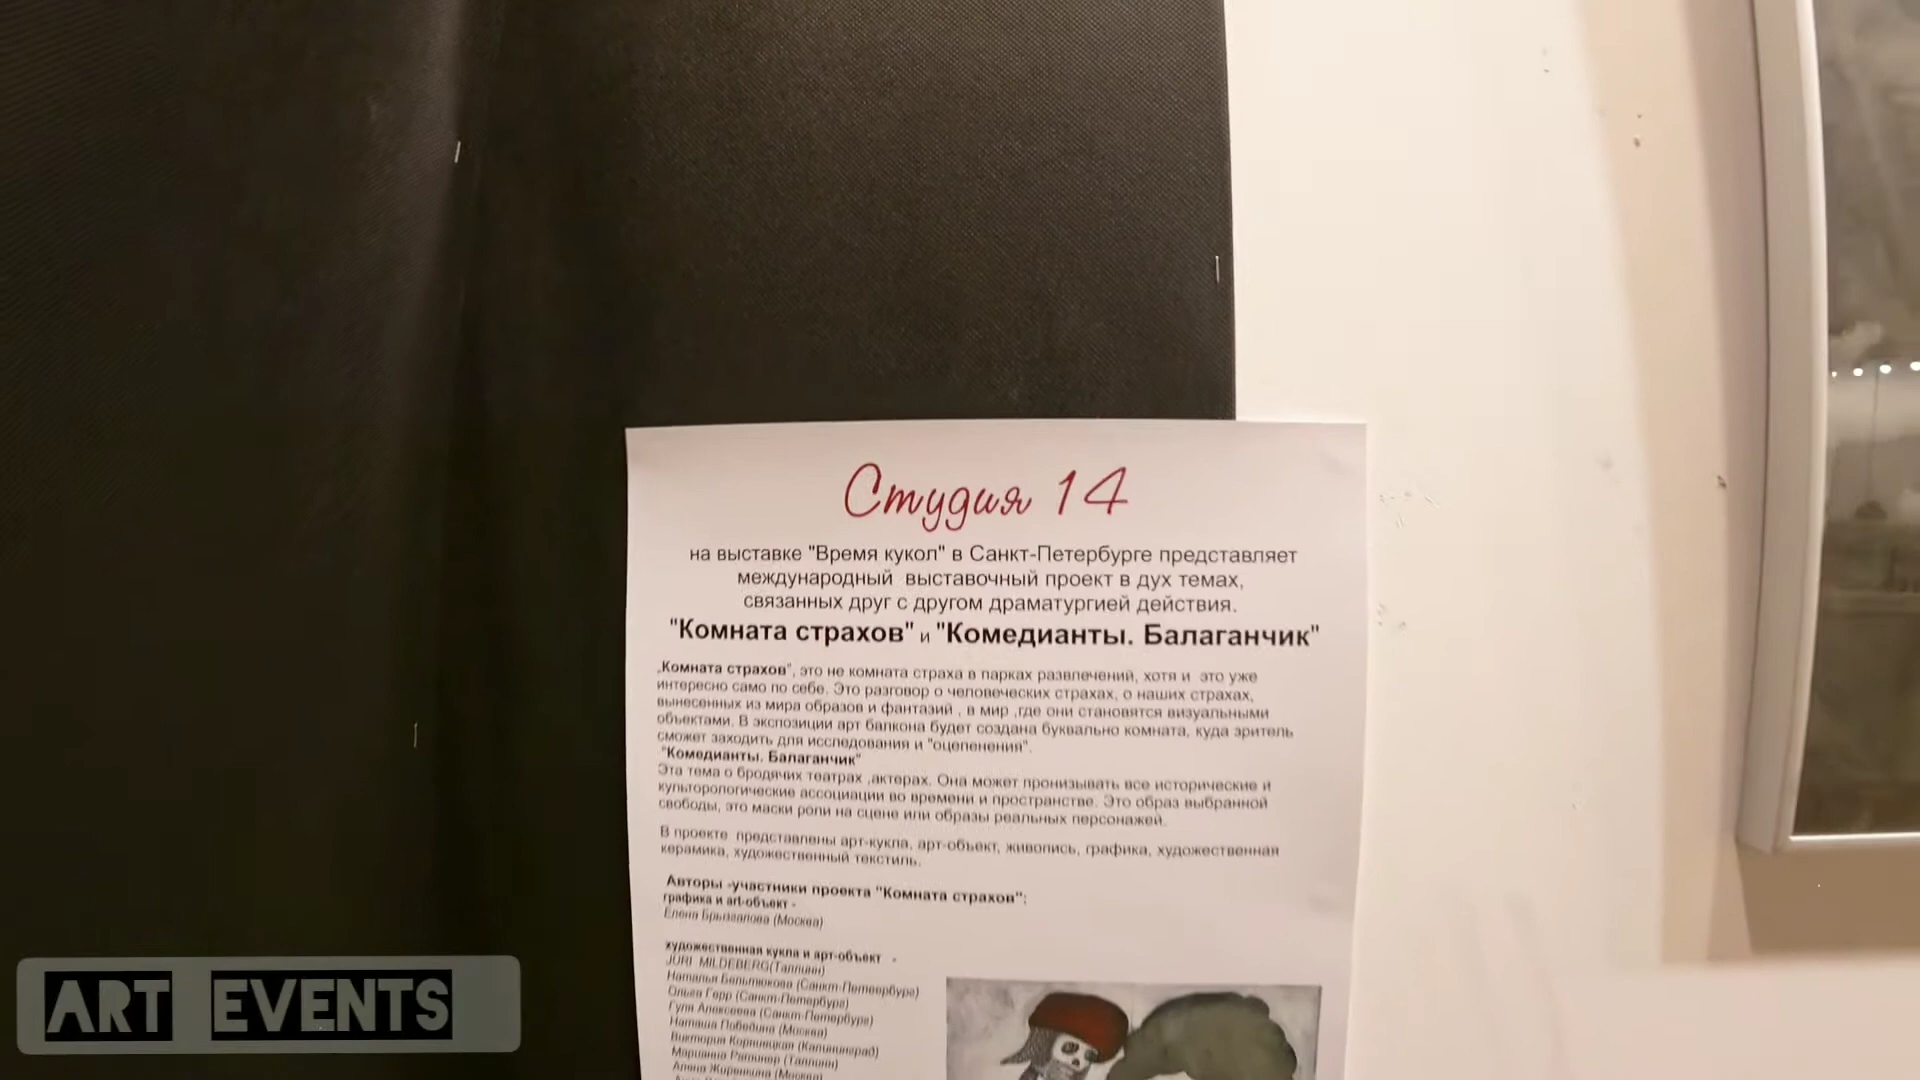 Студия 14
на выставке "Время кукол" в Санкт-Петербурге представляет
международный выставочный проект в дух темах,
связанных друг с другом драматургией действия.
"Комната страхов" и "Комедианты. Балаганчик"
„Комната страхов", это не комната страха в парках развлечений, хотя и это уже
интересно само по себе. Это разговор о человеческих страхах, о наших страхах,
вынесенных из мира образов и фантазий , в мир ,где они становятся визуальными
объектами. В экспозиции арт балкона будет создана буквально комната, куда зритель
сможет заходить для исследования и "оцепенения".
"Комедианты. Балаганчик"
Эта тема о бродячих театрах ,актерах. Она может пронизывать все исторические и
культорологические ассоциации во времени и пространстве. Это образ выбранной
свободы, это маски роли на сцене или образы реальных персонажей.
В проекте представлены арт-кукла, арт-объект, живопись, графика, художественная
керамика, художественный текстиль.
Авторы -участники проекта "Комната страхов":
графика и art-объект -
Елена Брызгалова (Москва)
художественная кукла и арт-объект -
JURI MILDEBERG(Таллинн)
Наталья (Санкт-Петербург)
Ольга Герр (Санкт-Петербург)
Гуля Алексеева (Санкт-Петербург)
Наташа Победина (Москва)
Виктория (Калининград)
Марианна (Таллинн)
Алена Жиренкина (Москва)
ART EVENTS